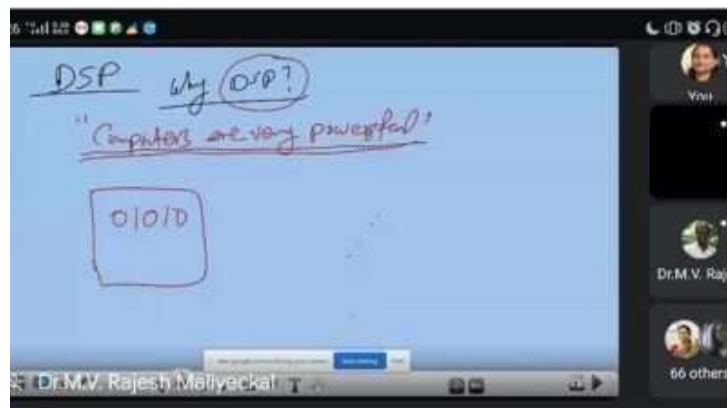 DSP Why DSP?
"Computers are very powerful"
01010
You
Dr.M.V. Raj
66 others
Dr.M.V. Rajesh Maliyeckal T